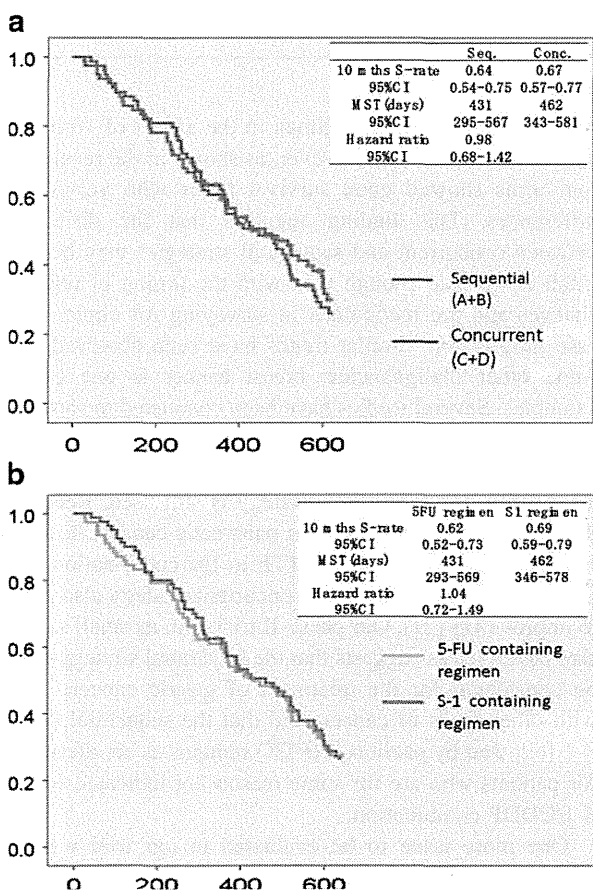 a
Seq. Conc.
10 mths S-rate 0.64 0.67
95%CI 0.54-0.75 0.57-0.77
MST(days) 431 462
95%CI 295-567 343-581
Hazard ratio 0.98
95%CI 0.68-1.42
1.0
0.8
0.6
0.4
0.2
0.0
Sequential
(A+B)
Concurrent
(C+D)
0 200 400 600
b
5FU regimen S1 regimen
10 mths S-rate 0.62 0.69
95%CI 0.52-0.73 0.59-0.79
MST(days) 431 462
95%CI 293-569 346-578
Hazard ratio 1.04
95%CI 0.72-1.49
1.0
0.8
0.6
0.4
0.2
0.0
5-FU containing
regimen
S-1 containing
regimen
0 200 400 600